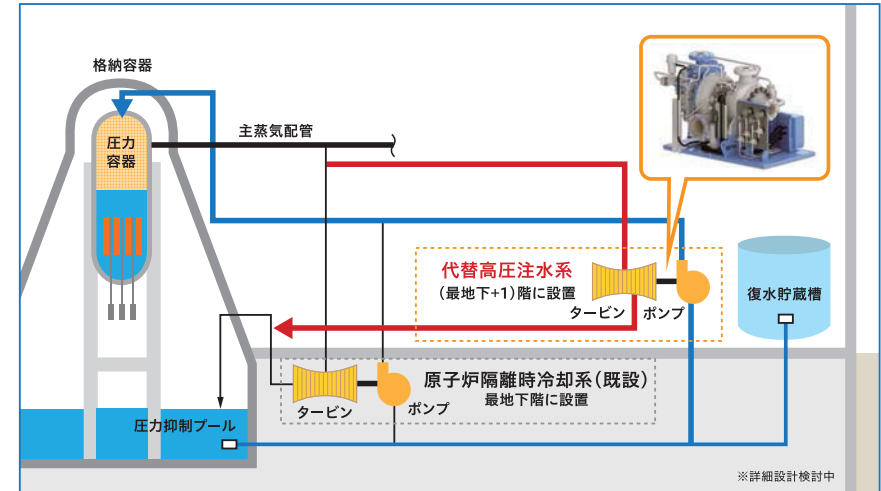 格納容器
圧力
容器
主蒸気配管
代替高圧注水系
（最地下+1）階に設置
タービン
ポンプ
復水貯蔵槽
原子炉隔離時冷却系（既設）
最地下階に設置
タービン
ポンプ
圧力抑制プール
※詳細設計検討中